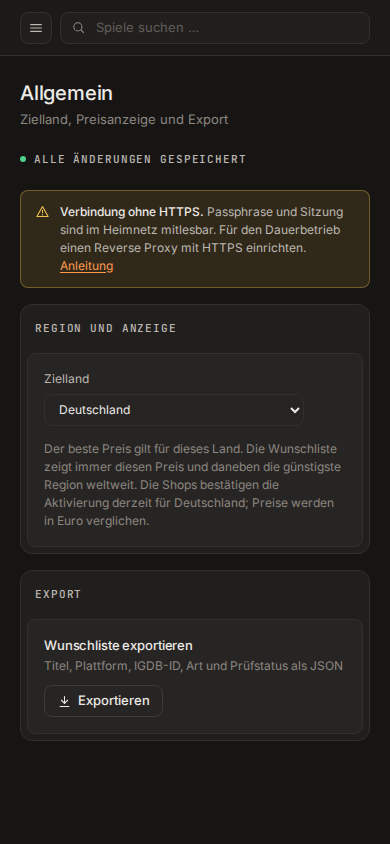 Spiele suchen ...
Allgemein
Zielland, Preisanzeige und Export
ALLE ÄNDERUNGEN GESPEICHERT
Verbindung ohne HTTPS. Passphrase und Sitzung
sind im Heimnetz mitlesbar. Für den Dauerbetrieb
einen Reverse Proxy mit HTTPS einrichten.
Anleitung
REGION UND ANZEIGE
Zielland
Deutschland
Der beste Preis gilt für dieses Land. Die Wunschliste
zeigt immer diesen Preis und daneben die günstigste
Region weltweit. Die Shops bestätigen die
Aktivierung derzeit für Deutschland; Preise werden
in Euro verglichen.
EXPORT
Wunschliste exportieren
Titel, Plattform, IGDB-ID, Art und Prüfstatus als JSON
Exportieren